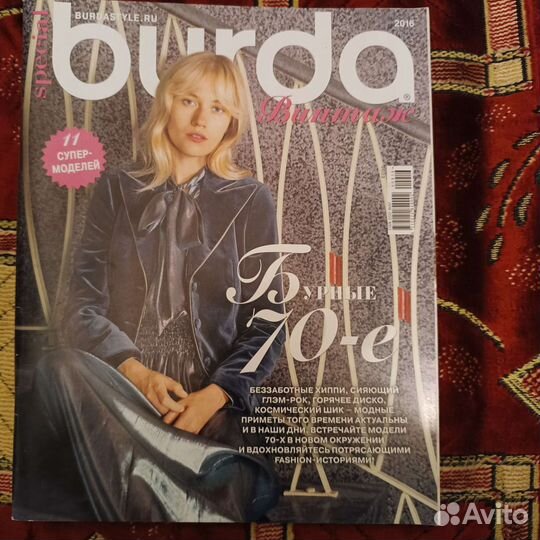 BURDASTYLE.RU
2016
special
burda
®
Винтаж
11
СУПЕР-
МОДЕЛЕЙ
Бурные
70-е
БЕЗЗАБОТНЫЕ ХИППИ, СИЯЮЩИЙ
ГЛЭМ-РОК, ГОРЯЧЕЕ ДИСКО,
КОСМИЧЕСКИЙ ШИК – МОДНЫЕ
ПРИМЕТЫ ТОГО ВРЕМЕНИ АКТУАЛЬНЫ
И В НАШИ ДНИ. ВСТРЕЧАЙТЕ МОДЕЛИ
70-Х В НОВОМ ОКРУЖЕНИИ
И ВДОХНОВЛЯЙТЕСЬ ПОТРЯСАЮЩИМИ
FASHION-ИСТОРИЯМИ!
Avito